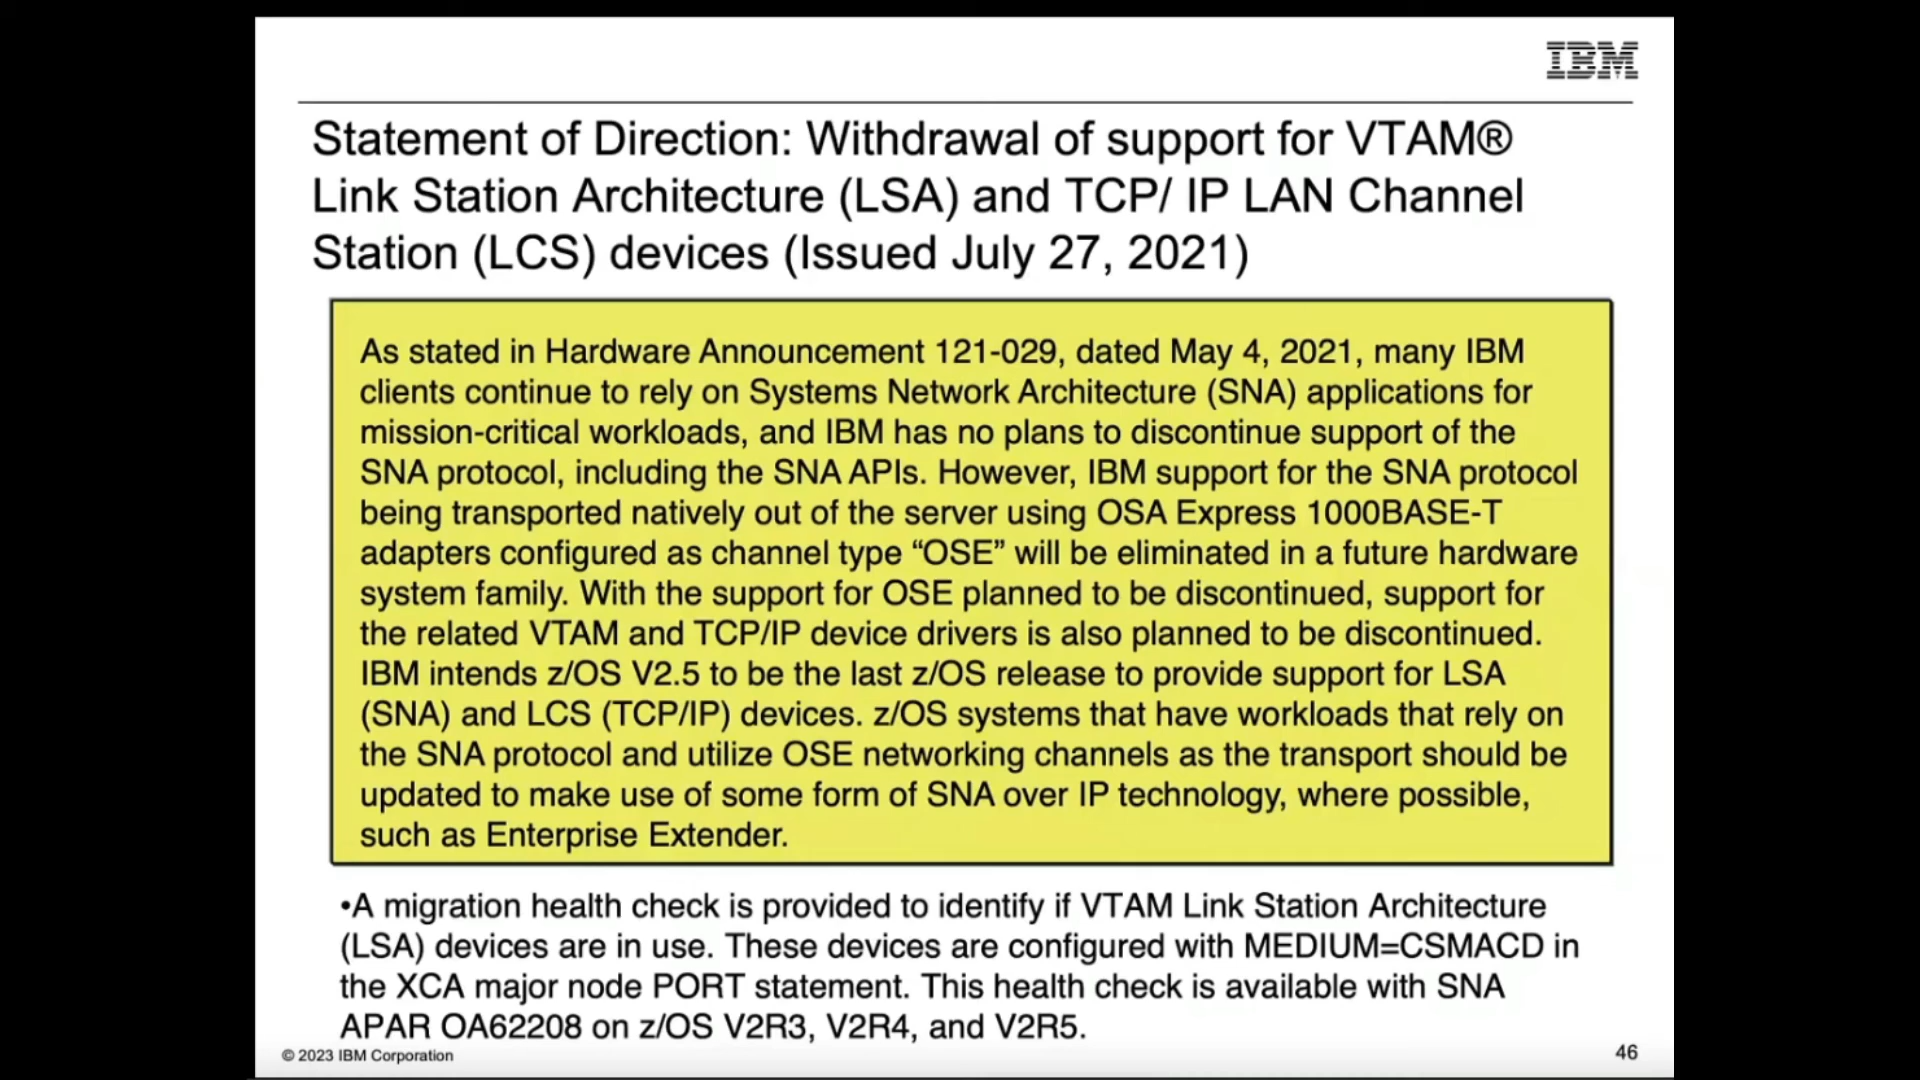 IBM
Statement of Direction: Withdrawal of support for VTAM®
Link Station Architecture (LSA) and TCP/ IP LAN Channel
Station (LCS) devices (Issued July 27, 2021)
As stated in Hardware Announcement 121-029, dated May 4, 2021, many IBM
clients continue to rely on Systems Network Architecture (SNA) applications for
mission-critical workloads, and IBM has no plans to discontinue support of the
SNA protocol, including the SNA APIs. However, IBM support for the SNA protocol
being transported natively out of the server using OSA Express 1000BASE-T
adapters configured as channel type “OSE” will be eliminated in a future hardware
system family. With the support for OSE planned to be discontinued, support for
the related VTAM and TCP/IP device drivers is also planned to be discontinued.
IBM intends z/OS V2.5 to be the last z/OS release to provide support for LSA
(SNA) and LCS (TCP/IP) devices. z/OS systems that have workloads that rely on
the SNA protocol and utilize OSE networking channels as the transport should be
updated to make use of some form of SNA over IP technology, where possible,
such as Enterprise Extender.
•A migration health check is provided to identify if VTAM Link Station Architecture
(LSA) devices are in use. These devices are configured with MEDIUM=CSMACD in
the XCA major node PORT statement. This health check is available with SNA
APAR OA62208 on z/OS V2R3, V2R4, and V2R5.
© 2023 IBM Corporation
46